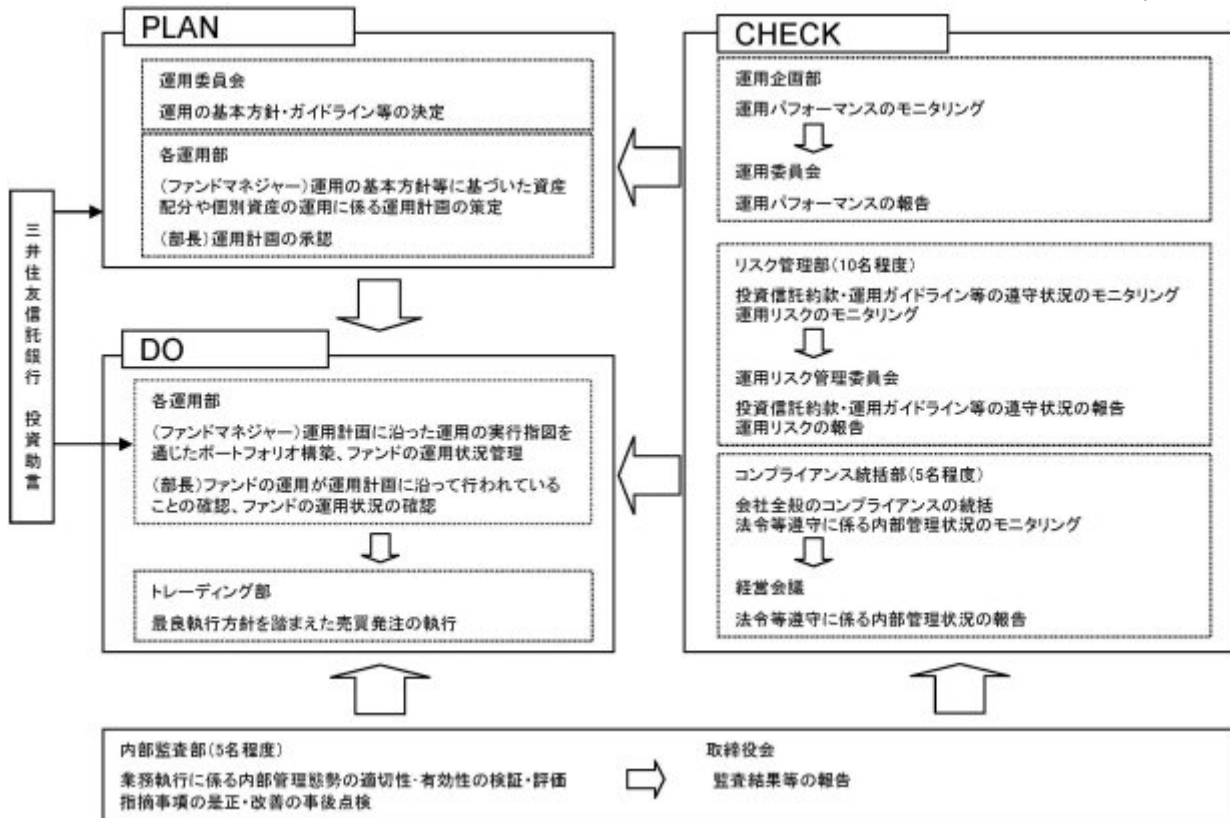 PLAN
運用委員会
運用の基本方針・ガイドライン等の決定
各運用部
(ファンドマネジャー)運用の基本方針等に基づいた資産
配分や個別資産の運用に係る運用計画の策定
(部長)運用計画の承認
三井住友信託銀行 投資助言
DO
各運用部
(ファンドマネジャー)運用計画に沿った運用の実行指図を
通じたポートフォリオ構築、ファンドの運用状況管理
(部長)ファンドの運用が運用計画に沿って行われている
ことの確認、ファンドの運用状況の確認
トレーディング部
最良執行方針を踏まえた売買発注の執行
CHECK
運用企画部
運用パフォーマンスのモニタリング
運用委員会
運用パフォーマンスの報告
リスク管理部(10名程度)
投資信託約款・運用ガイドライン等の遵守状況のモニタリング
運用リスクのモニタリング
運用リスク管理委員会
投資信託約款・運用ガイドライン等の遵守状況の報告
運用リスクの報告
コンプライアンス統括部(5名程度)
会社全般のコンプライアンスの統括
法令等遵守に係る内部管理状況のモニタリング
経営会議
法令等遵守に係る内部管理状況の報告
内部監査部(5名程度)
業務執行に係る内部管理態勢の適切性・有効性の検証・評価
指摘事項の是正・改善の事後点検
取締役会
監査結果等の報告